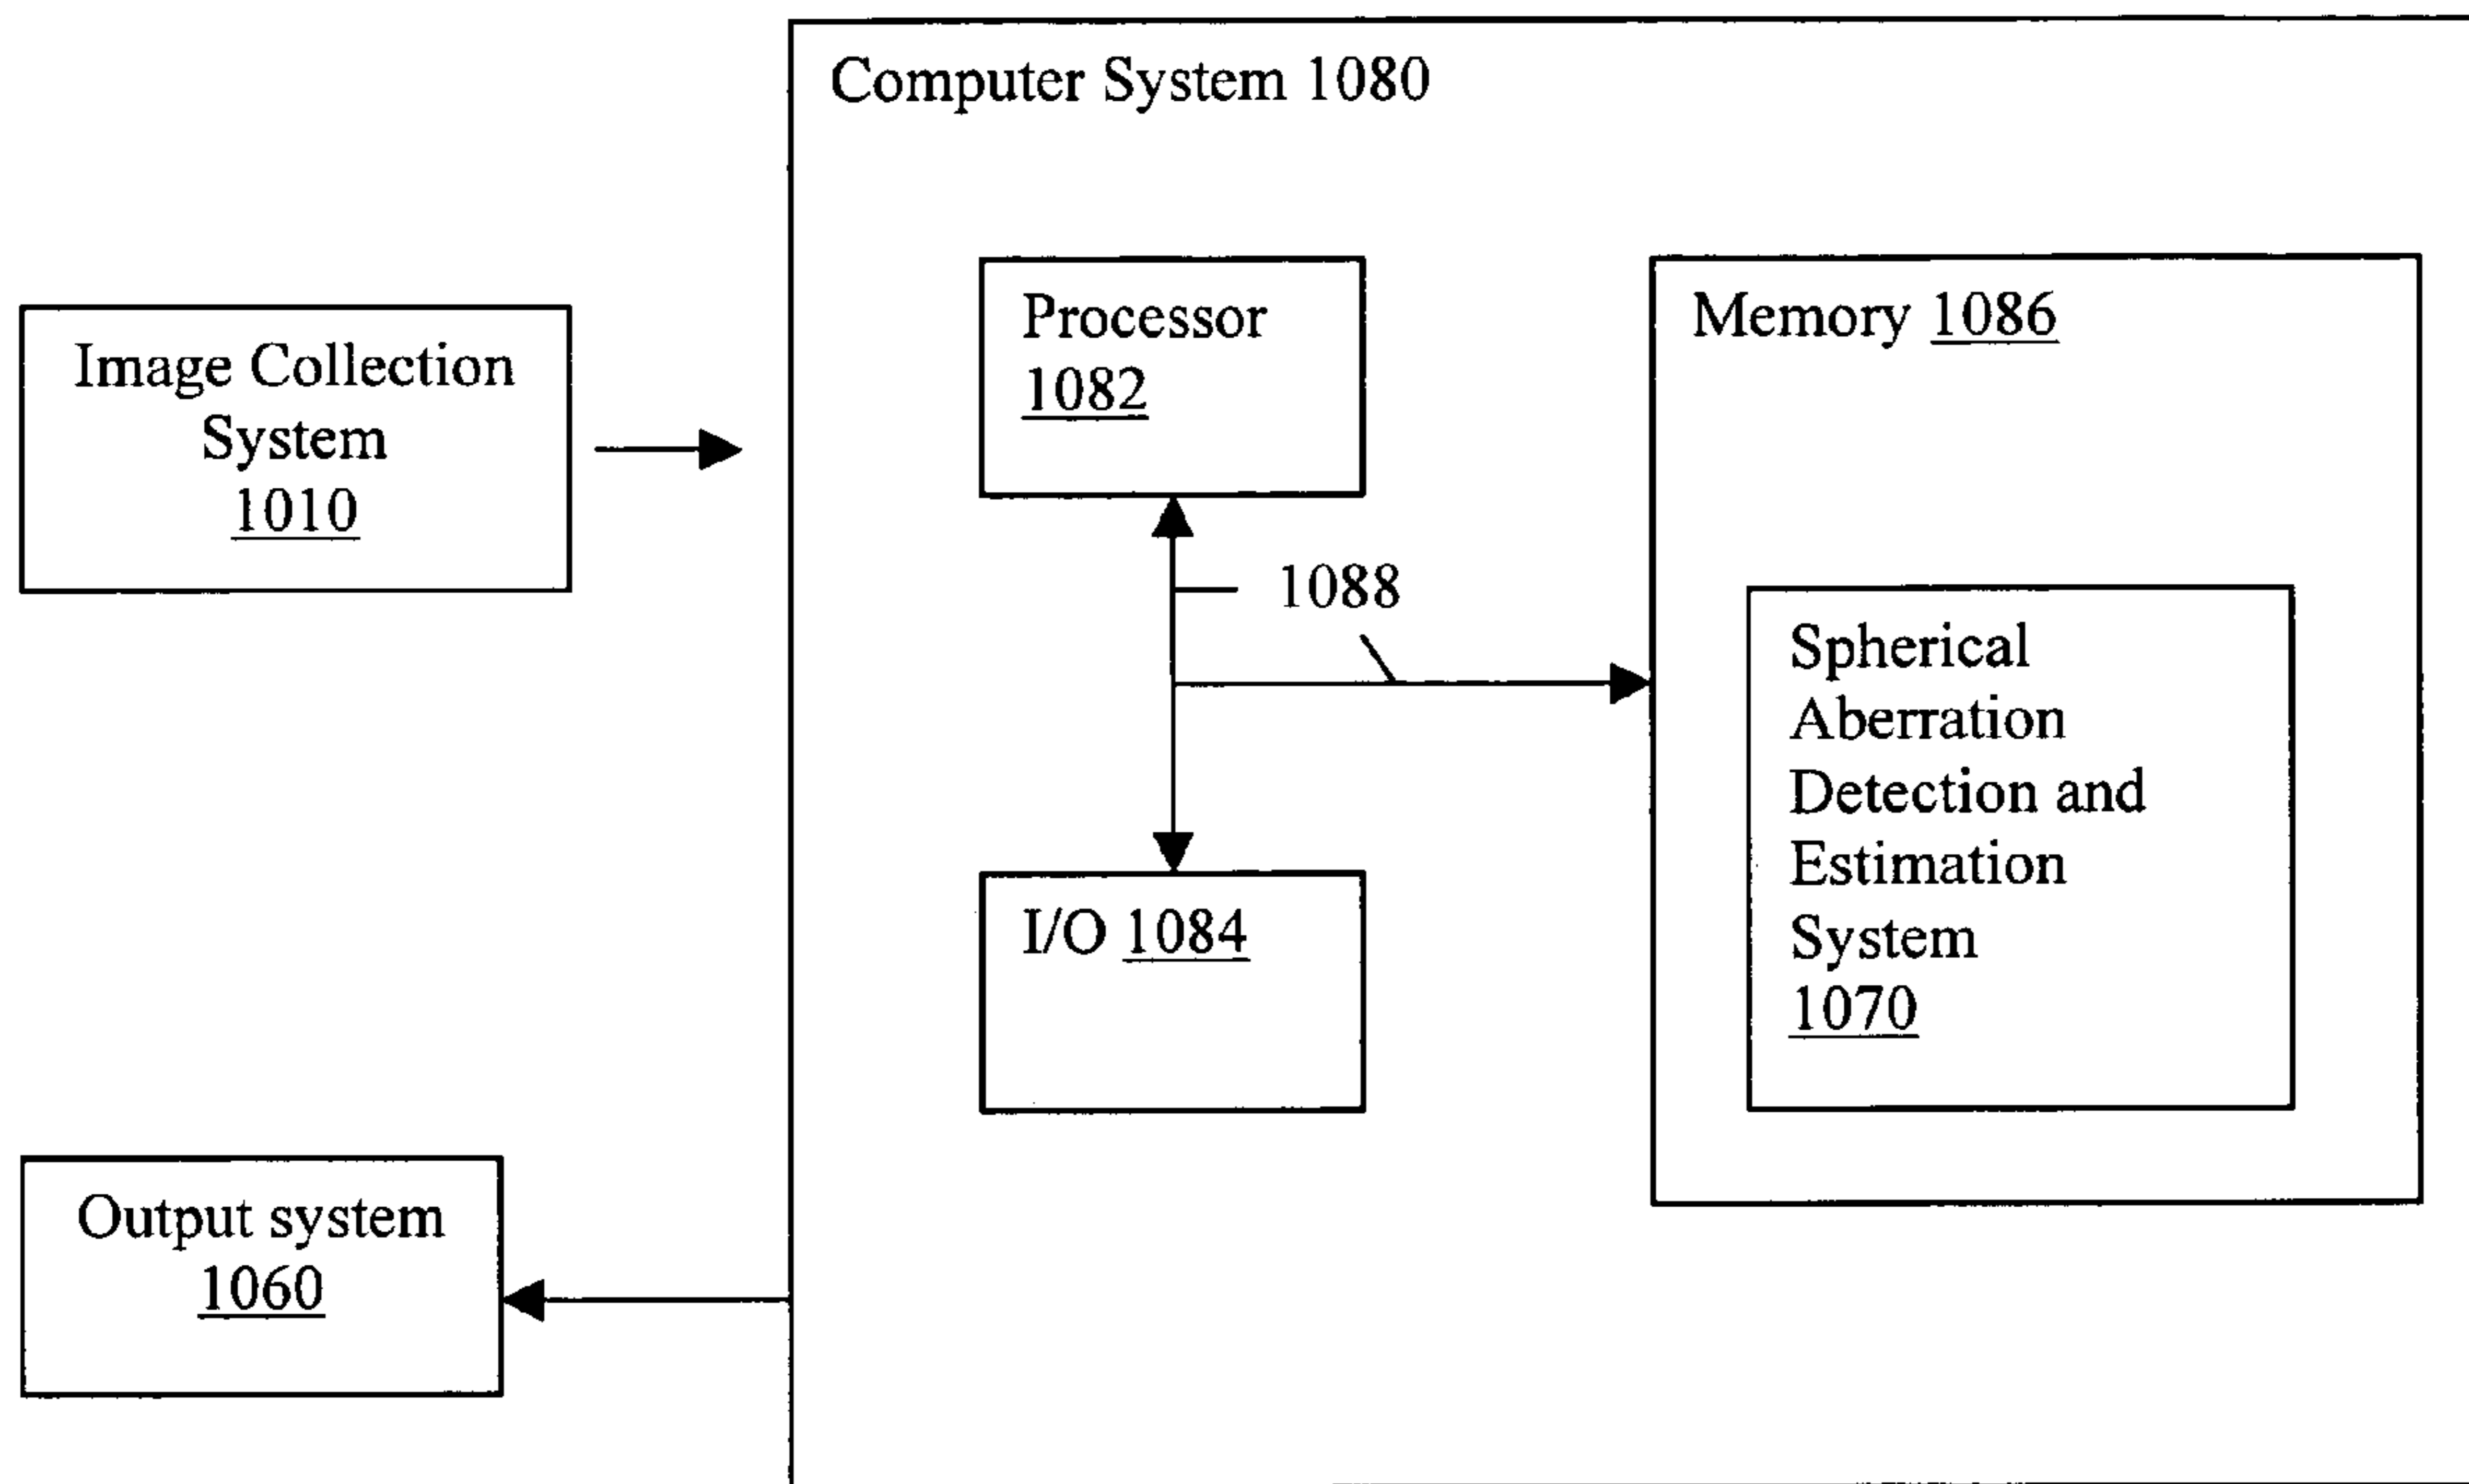 Computer System 1080
Image Collection
System
1010
Processor
1082
Memory 1086
1088
Spherical
Aberration
Detection and
Estimation
System
1070
I/O 1084
Output system
1060